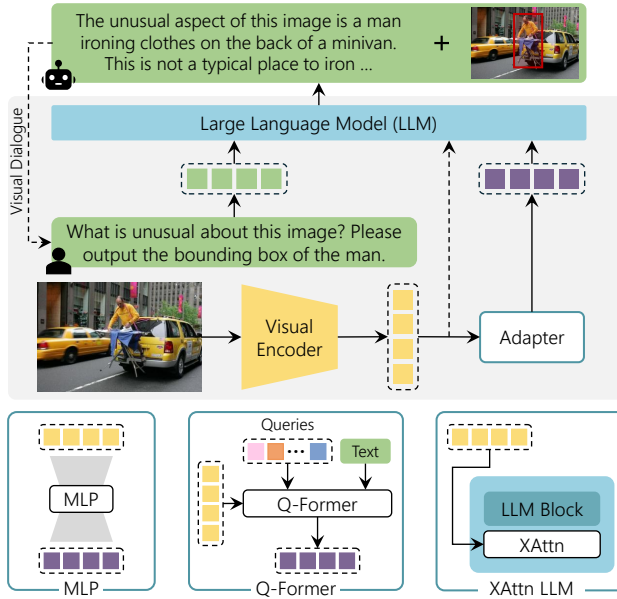 The unusual aspect of this image is a man
ironing clothes on the back of a minivan.
This is not a typical place to iron ...
+
Visual Dialogue
Large Language Model (LLM)
What is unusual about this image? Please
output the bounding box of the man.
Visual
Encoder
Adapter
MLP
MLP
Queries
Text
Q-Former
Q-Former
LLM Block
XAttn
XAttn LLM